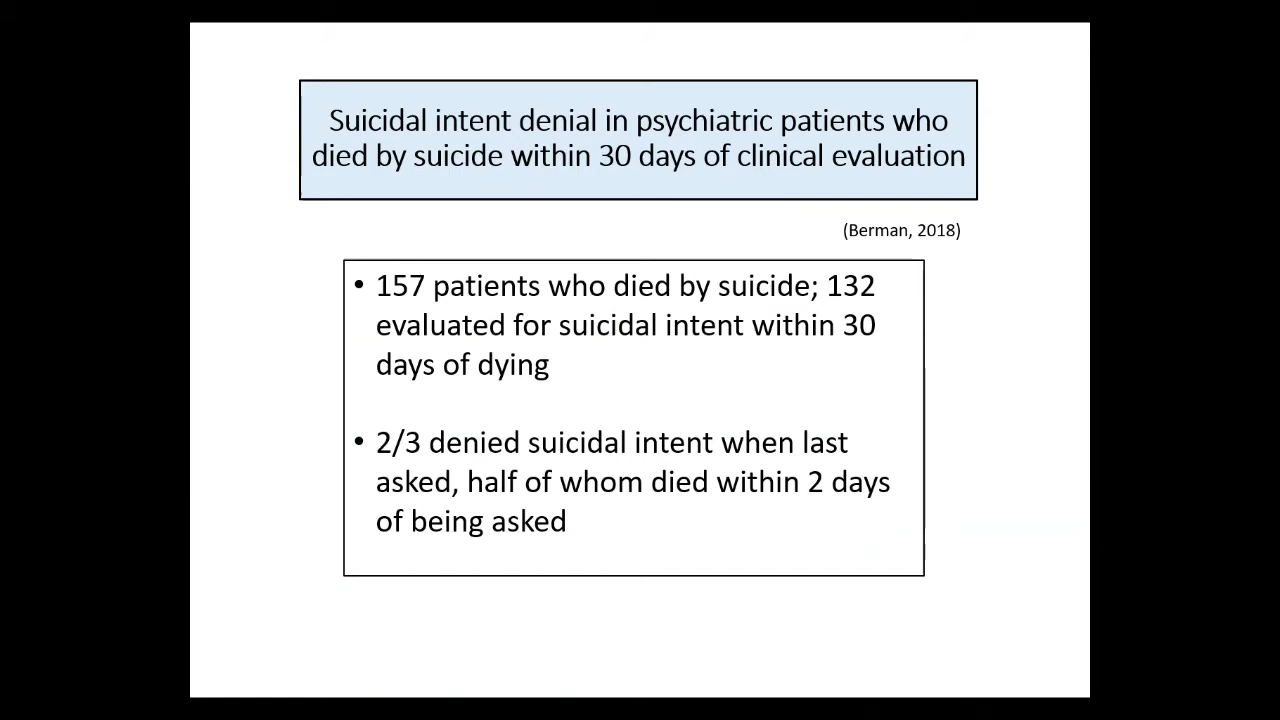 Suicidal intent denial in psychiatric patients who
died by suicide within 30 days of clinical evaluation
(Berman, 2018)
• 157 patients who died by suicide; 132
evaluated for suicidal intent within 30
days of dying
• 2/3 denied suicidal intent when last
asked, half of whom died within 2 days
of being asked